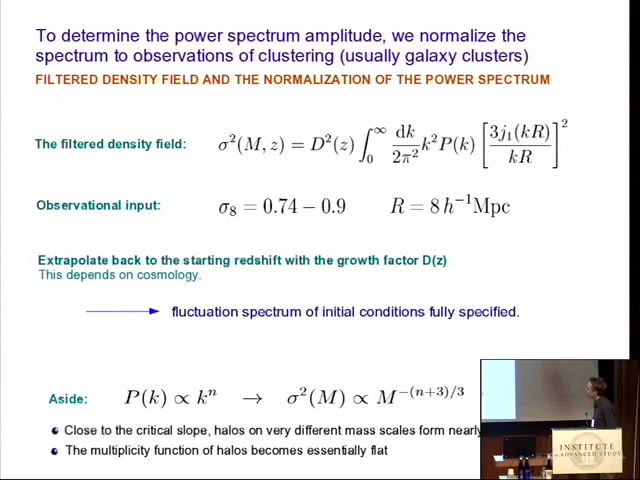 To determine the power spectrum amplitude, we normalize the
spectrum to observations of clustering (usually galaxy clusters)
FILTERED DENSITY FIELD AND THE NORMALIZATION OF THE POWER SPECTRUM
The filtered density field: σ²(M, z) = D²(z) ∫₀^∞ dk/2π² k²P(k) [3j₁(kR)/kR]²
Observational input: σ₈ = 0.74 − 0.9 R = 8 h⁻¹Mpc
Extrapolate back to the starting redshift with the growth factor D(z)
This depends on cosmology.
fluctuation spectrum of initial conditions fully specified.
Aside: P(k) ∝ kⁿ → σ²(M) ∝ M^−(n+3)/3
Close to the critical slope, halos on very different mass scales form nearly
The multiplicity function of halos becomes essentially flat
INSTITUTE
ADVANCED STUDY